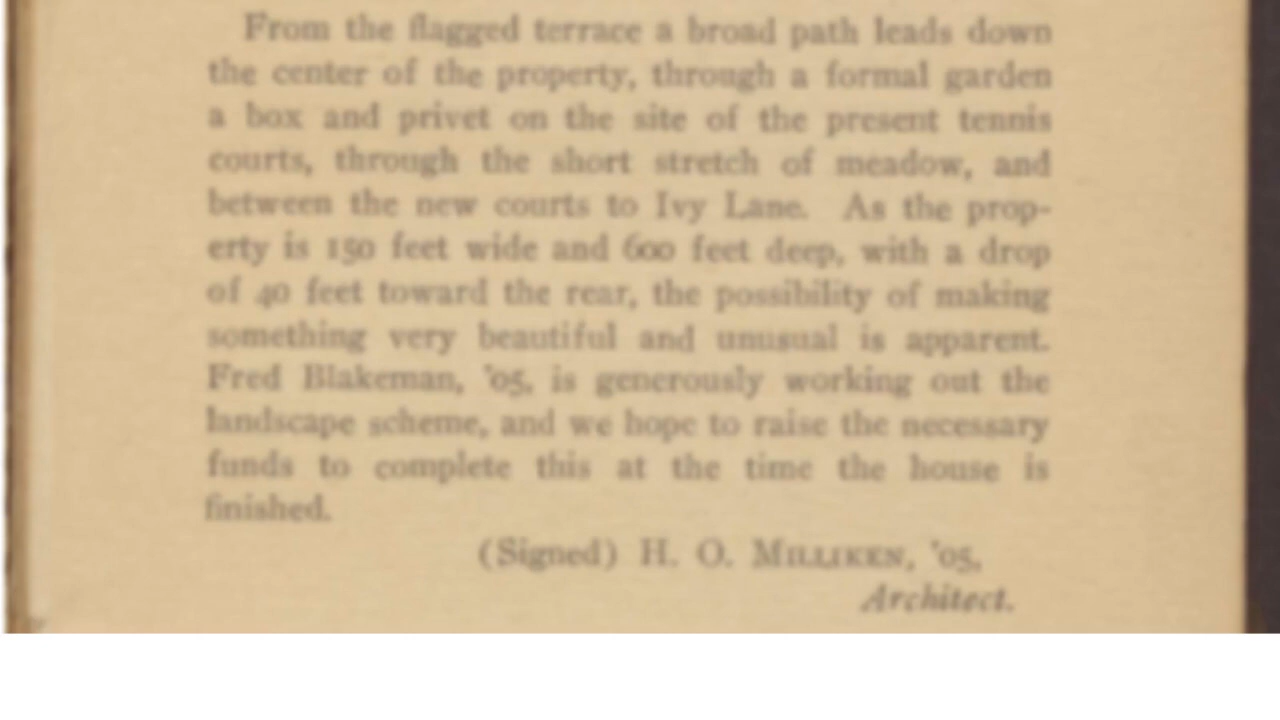 From the flagged terrace a broad path leads down
the center of the property, through a formal garden
a box and privet on the site of the present tennis
courts, through the short stretch of meadow, and
between the new courts to Ivy Lane. As the prop-
erty is 150 feet wide and 600 feet deep, with a drop
of 40 feet toward the rear, the possibility of making
something very beautiful and unusual is apparent.
Fred Blakeman, '05, is generously working out the
landscape scheme, and we hope to raise the necessary
funds to complete this at the time the house is
finished.
(Signed) H. O. MILLIKEN, '05,
Architect.